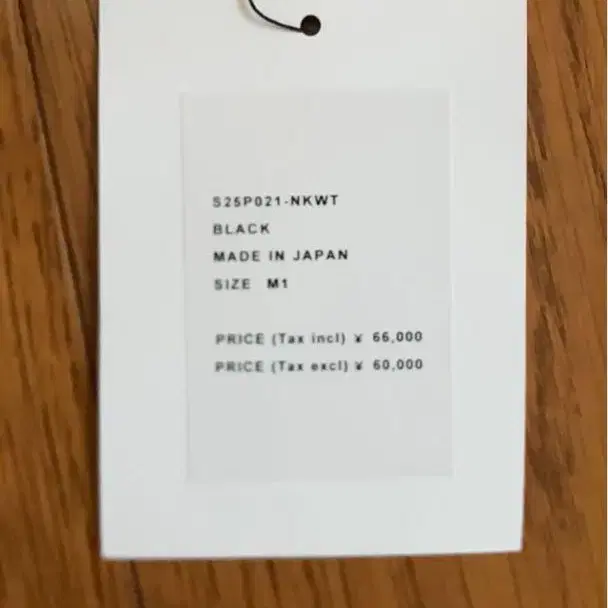 S25P021-NKWT
BLACK
MADE IN JAPAN
SIZE M1
PRICE (Tax incl) ¥ 66,000
PRICE (Tax excl) ¥ 60,000